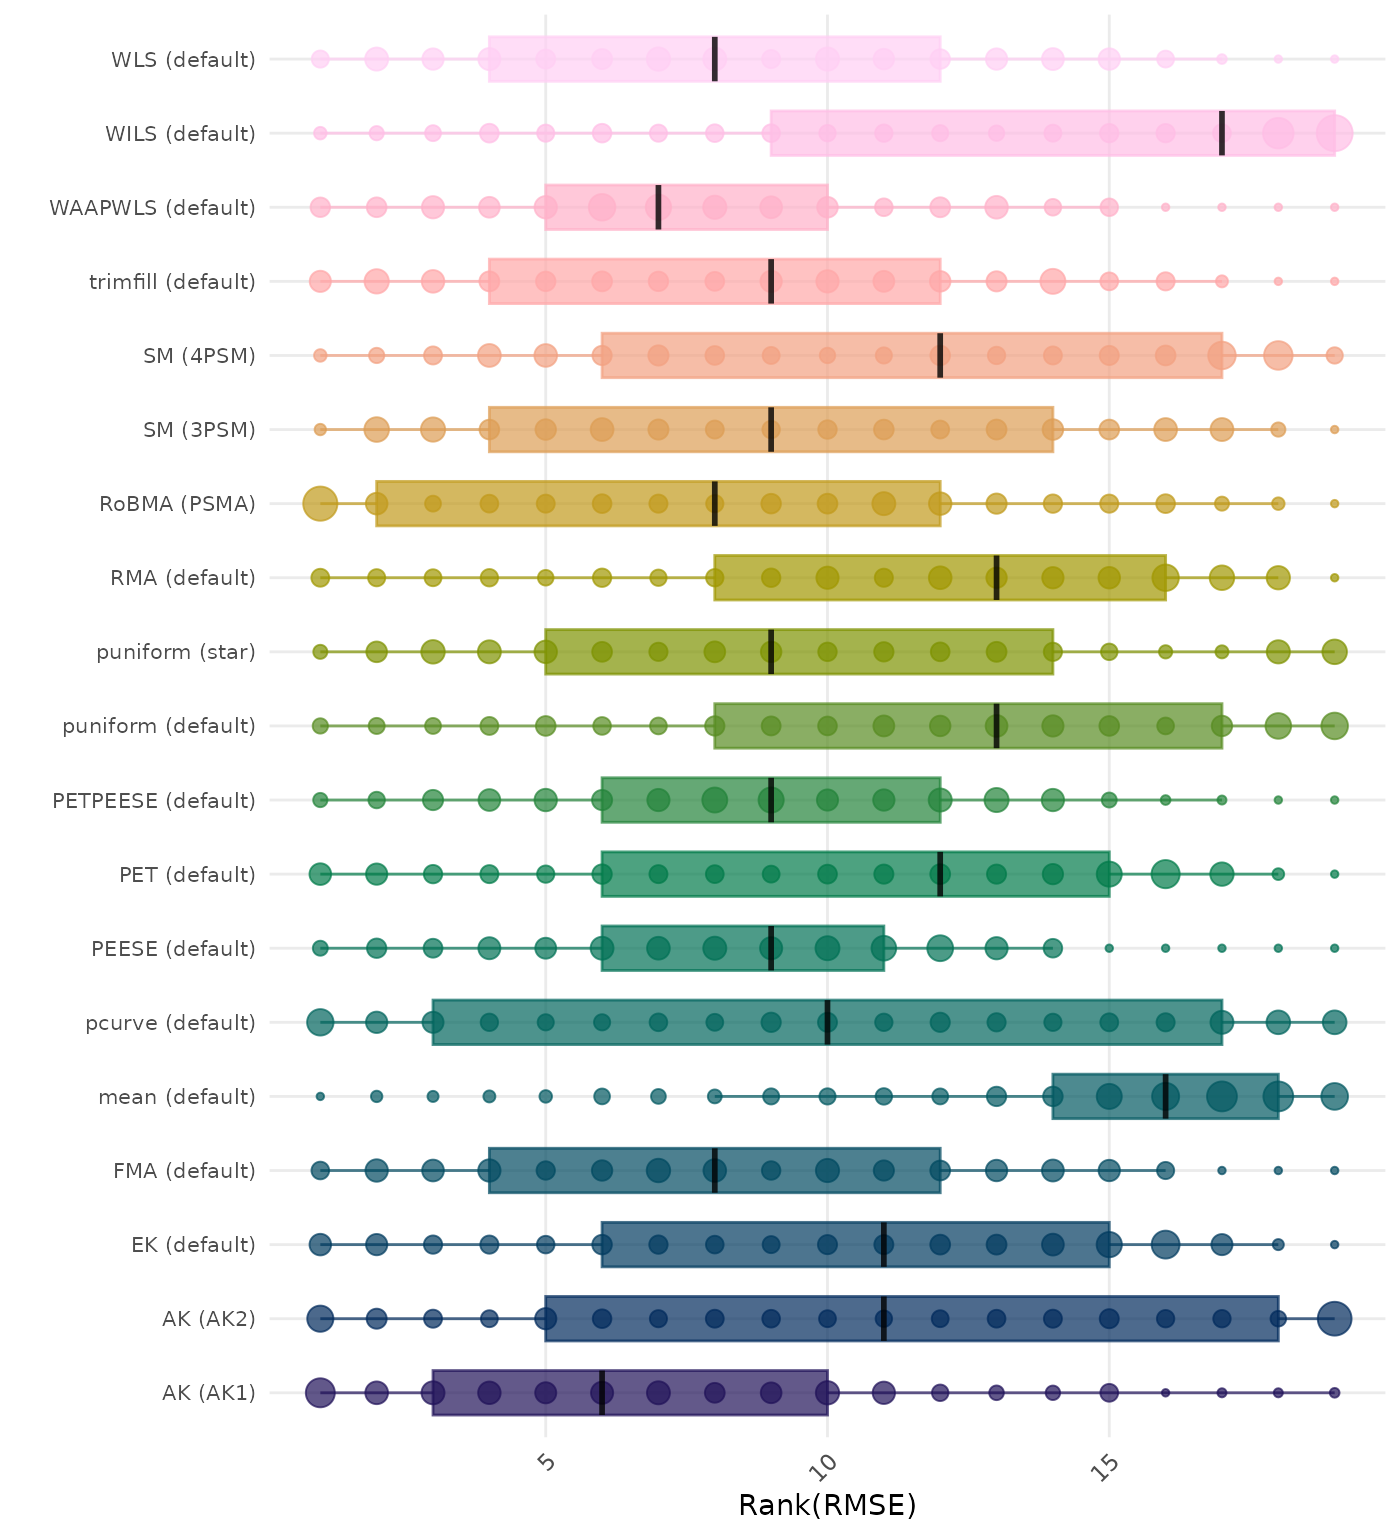 WLS (default)
WILS (default)
WAAPWLS (default)
trimfill (default)
SM (4PSM)
SM (3PSM)
RoBMA (PSMA)
RMA (default)
puniform (star)
puniform (default)
PETPEESE (default)
PET (default)
PEESE (default)
pcurve (default)
mean (default)
FMA (default)
EK (default)
AK (AK2)
AK (AK1)
5
10
15
Rank(RMSE)